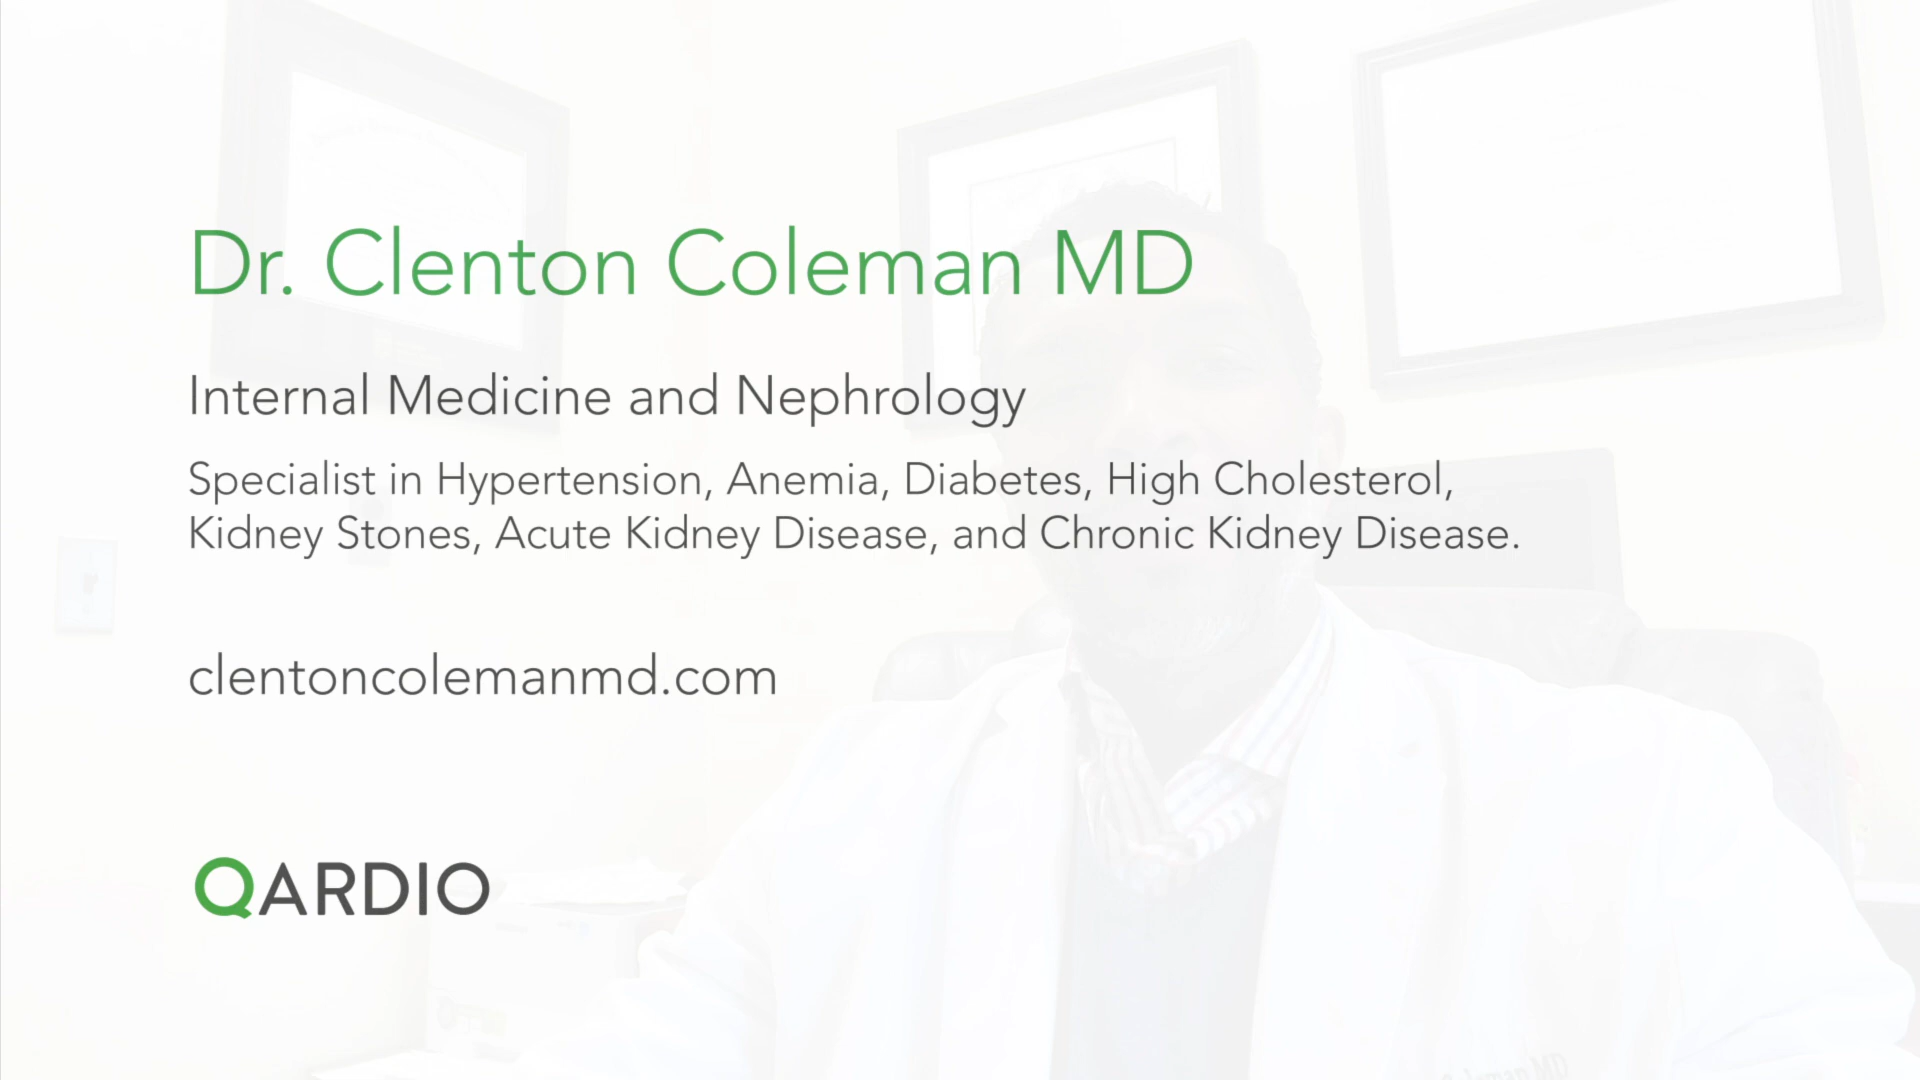 Dr. Clenton Coleman MD
Internal Medicine and Nephrology
Specialist in Hypertension, Anemia, Diabetes, High Cholesterol,
Kidney Stones, Acute Kidney Disease, and Chronic Kidney Disease.
clentoncolemanmd.com
QARDIO